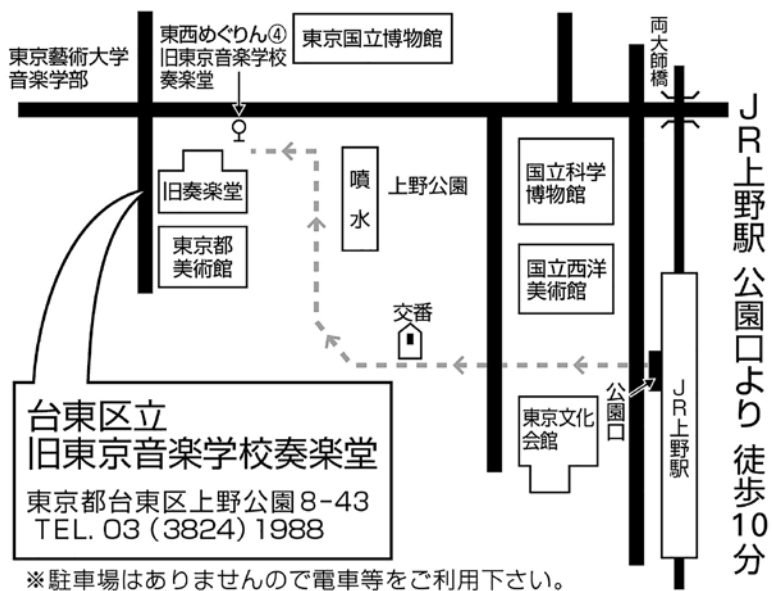 東京藝術大学
音楽学部
東西めぐりん④
旧東京音楽学校
奏楽堂
東京国立博物館
両大師橋
旧奏楽堂
東京都
美術館
噴水
上野公園
国立科学
博物館
国立西洋
美術館
交番
東京文化
会館
公園口
JR上野駅
JR上野駅 公園口より 徒歩10分
台東区立
旧東京音楽学校奏楽堂
東京都台東区上野公園8-43
TEL. 03(3824)1988
※駐車場はありませんので電車等をご利用下さい。